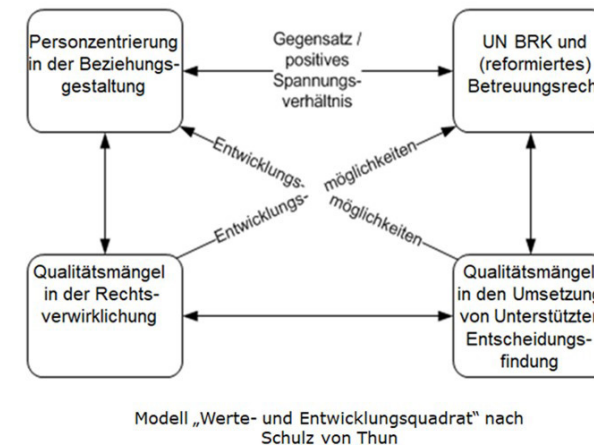 Personzentrierung
in der Beziehungs-
gestaltung
Gegensatz /
positives
Spannungs-
verhältnis
UN BRK und
(reformiertes)
Betreuungsrech
Entwicklungs-
möglichkeiten
Entwicklungs-
möglichkeiten
Qualitätsmängel
in der Rechts-
verwirklichung
Qualitätsmängel
in den Umsetzung
von Unterstützter
Entscheidungs-
findung
Modell „Werte- und Entwicklungsquadrat“ nach
Schulz von Thun